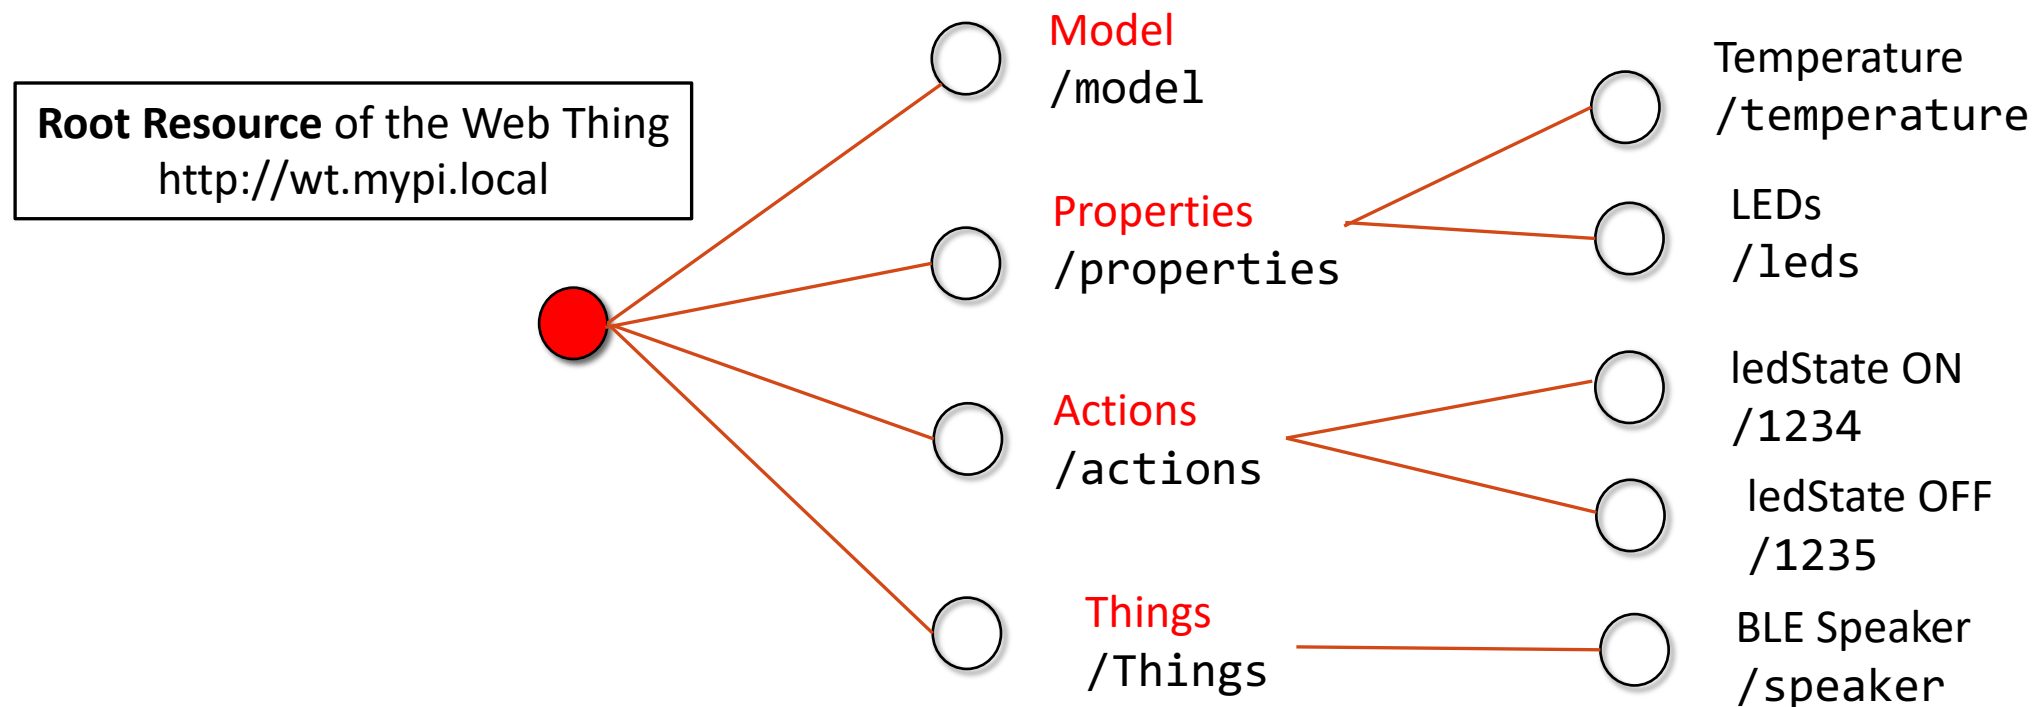 Root Resource of the Web Thing
http://wt.mypi.local
Model
/model
Properties
/properties
Actions
/actions
Things
/Things
Temperature
/temperature
LEDs
/leds
ledState ON
/1234
ledState OFF
/1235
BLE Speaker
/speaker